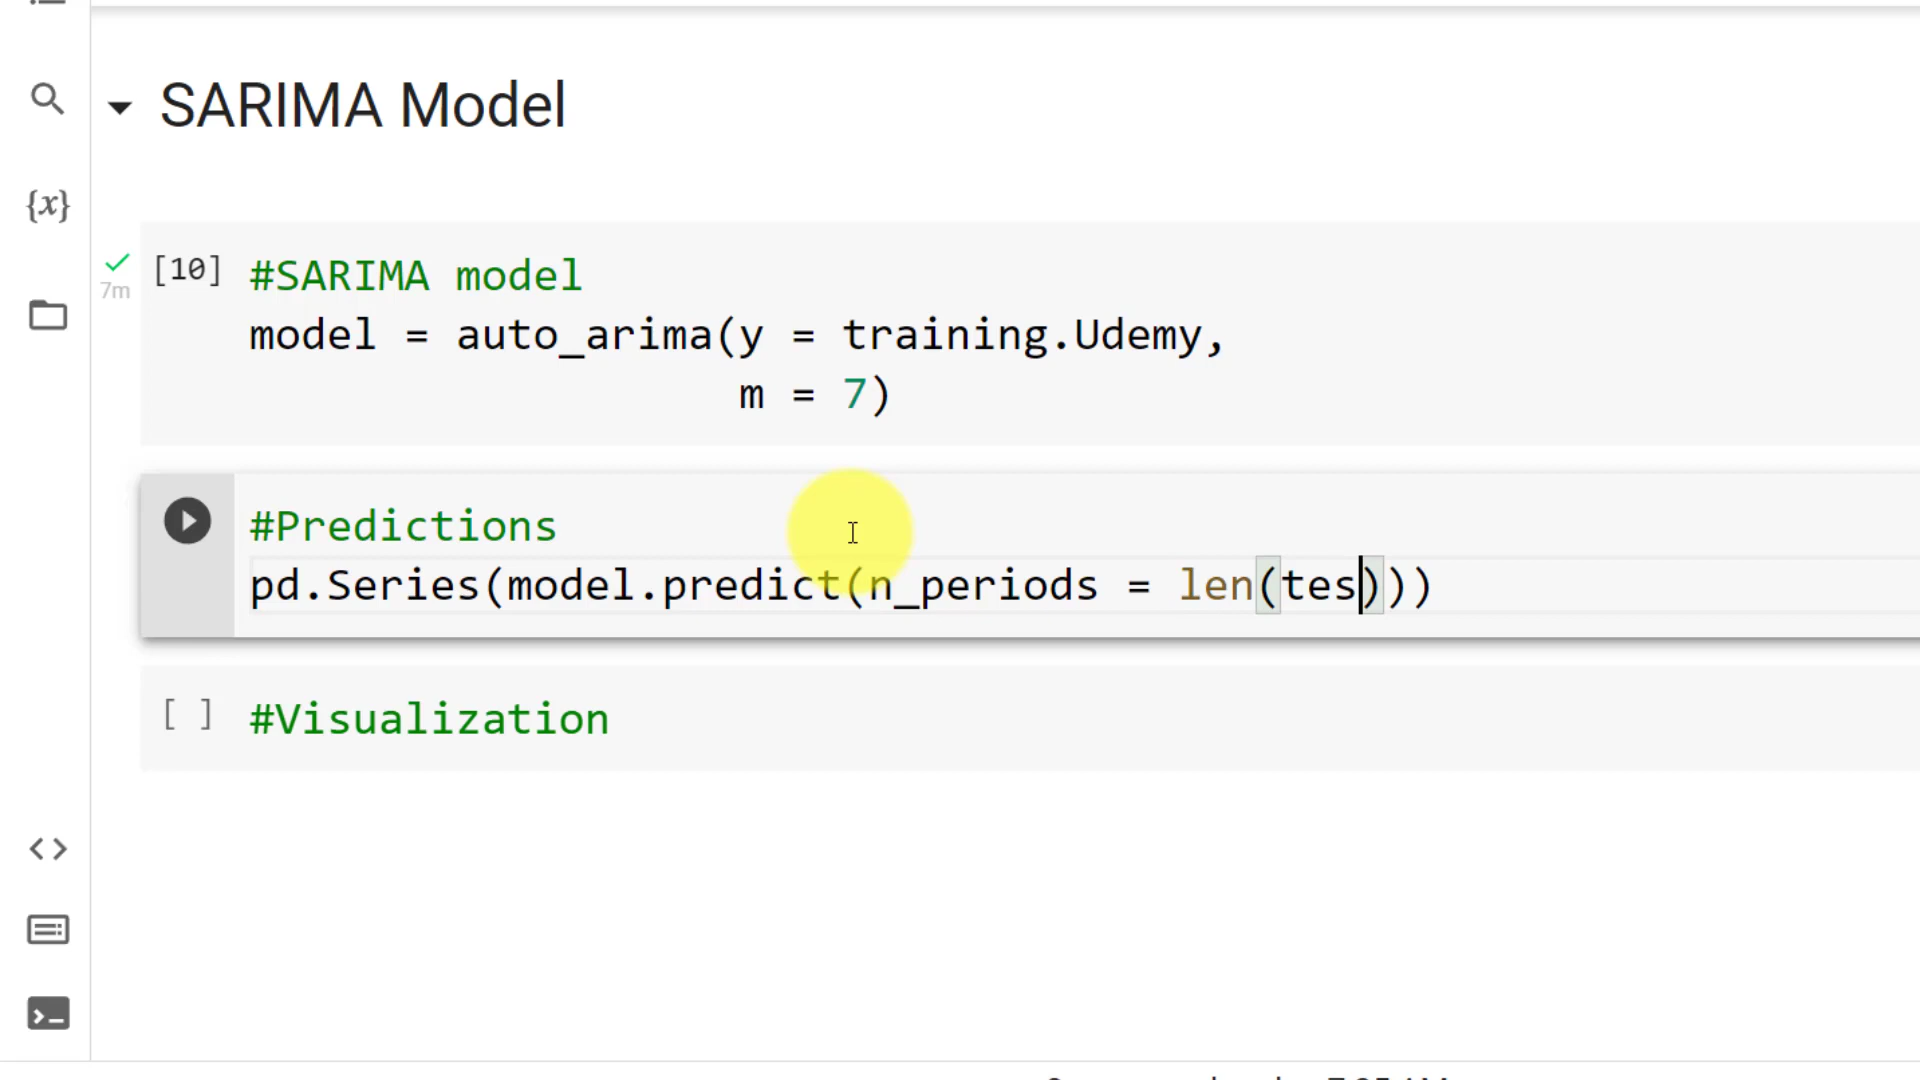 SARIMA Model
{x}
[10]
7m
#SARIMA model
model = auto_arima(y = training.Udemy,
m = 7)
#Predictions
pd.Series(model.predict(n_periods = len(tes)))
[ ]
#Visualization